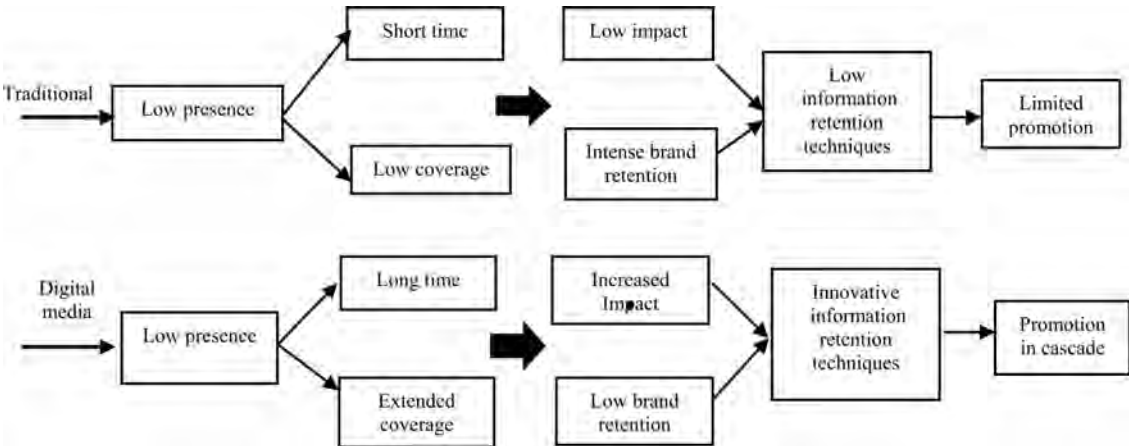 Traditional
Low presence
Short time
Low coverage
Low impact
Intense brand
retention
Low
information
retention
techniques
Limited
promotion
Digital
media
Low presence
Long time
Extended
coverage
Increased
Impact
Low brand
retention
Innovative
information
retention
techniques
Promotion
in cascade